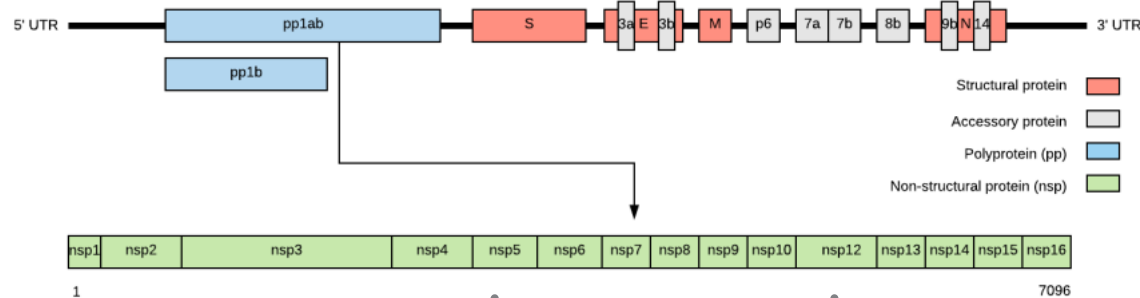 5' UTR pp1ab S 3a E 3b M p6 7a 7b 8b 9b N 14 3' UTR
pp1b
Structural protein
Accessory protein
Polyprotein (pp)
Non-structural protein (nsp)
nsp1 nsp2 nsp3 nsp4 nsp5 nsp6 nsp7 nsp8 nsp9 nsp10 nsp12 nsp13 nsp14 nsp15 nsp16
1 7096